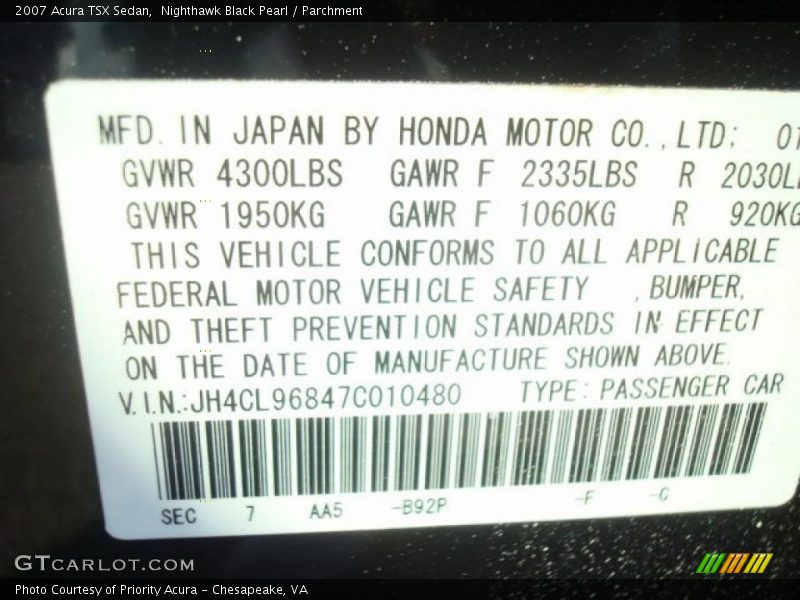 2007 Acura TSX Sedan, Nighthawk Black Pearl / Parchment
MFD. IN JAPAN BY HONDA MOTOR CO.,LTD; 01
GVWR 4300LBS GAWR F 2335LBS R 2030LB
GVWR 1950KG GAWR F 1060KG R 920KG
THIS VEHICLE CONFORMS TO ALL APPLICABLE
FEDERAL MOTOR VEHICLE SAFETY , BUMPER,
AND THEFT PREVENTION STANDARDS IN EFFECT
ON THE DATE OF MANUFACTURE SHOWN ABOVE.
V.I.N.:JH4CL96847C010480 TYPE: PASSENGER CAR
SEC 7 AA5 -B92P -F -C
GTCARLOT.COM
Photo Courtesy of Priority Acura - Chesapeake, VA